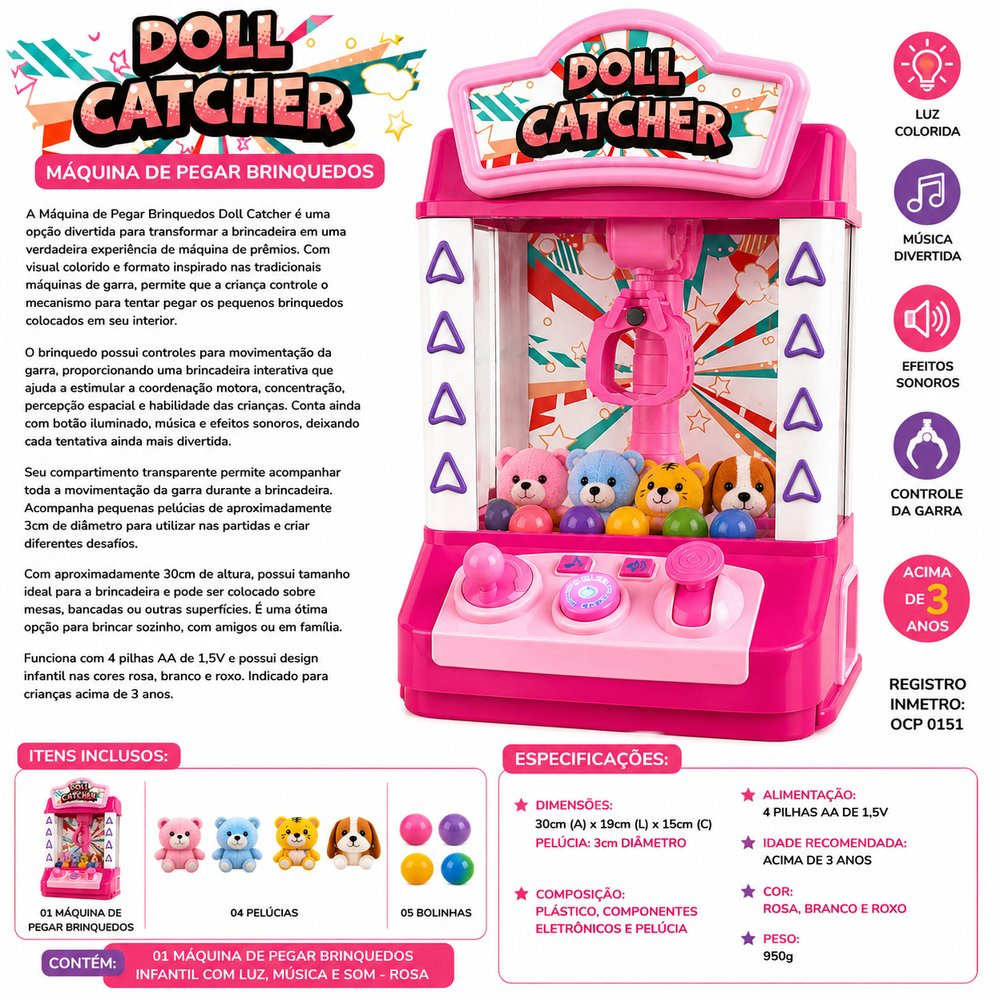 DOLL
CATCHER
MÁQUINA DE PEGAR BRINQUEDOS
A Máquina de Pegar Brinquedos Doll Catcher é uma
opção divertida para transformar a brincadeira em uma
verdadeira experiência de máquina de prêmios. Com
visual colorido e formato inspirado nas tradicionais
máquinas de garra, permite que a criança controle o
mecanismo para tentar pegar os pequenos brinquedos
colocados em seu interior.
O brinquedo possui controles para movimentação da
garra, proporcionando uma brincadeira interativa que
ajuda a estimular a coordenação motora, concentração,
percepção espacial e habilidade das crianças. Conta ainda
com botão iluminado, música e efeitos sonoros, deixando
cada tentativa ainda mais divertida.
Seu compartimento transparente permite acompanhar
toda a movimentação da garra durante a brincadeira.
Acompanha pequenas pelúcias de aproximadamente
3cm de diâmetro para utilizar nas partidas e criar
diferentes desafios.
Com aproximadamente 30cm de altura, possui tamanho
ideal para a brincadeira e pode ser colocado sobre
mesas, bancadas ou outras superfícies. É uma ótima
opção para brincar sozinho, com amigos ou em família.
Funciona com 4 pilhas AA de 1,5V e possui design
infantil nas cores rosa, branco e roxo. Indicado para
crianças acima de 3 anos.
DOLL
CATCHER
LUZ
COLORIDA
MÚSICA
DIVERTIDA
EFEITOS
SONOROS
CONTROLE
DA GARRA
ACIMA
DE 3
ANOS
REGISTRO
INMETRO:
OCP 0151
ITENS INCLUSOS:
DOLL
CATCHER
01 MÁQUINA DE
PEGAR BRINQUEDOS
04 PELÚCIAS
05 BOLINHAS
CONTÉM:
01 MÁQUINA DE PEGAR BRINQUEDOS
INFANTIL COM LUZ, MÚSICA E SOM - ROSA
ESPECIFICAÇÕES:
DIMENSÕES:
30cm (A) x 19cm (L) x 15cm (C)
PELÚCIA: 3cm DIÂMETRO
COMPOSIÇÃO:
PLÁSTICO, COMPONENTES
ELETRÔNICOS E PELÚCIA
ALIMENTAÇÃO:
4 PILHAS AA DE 1,5V
IDADE RECOMENDADA:
ACIMA DE 3 ANOS
COR:
ROSA, BRANCO E ROXO
PESO:
950g